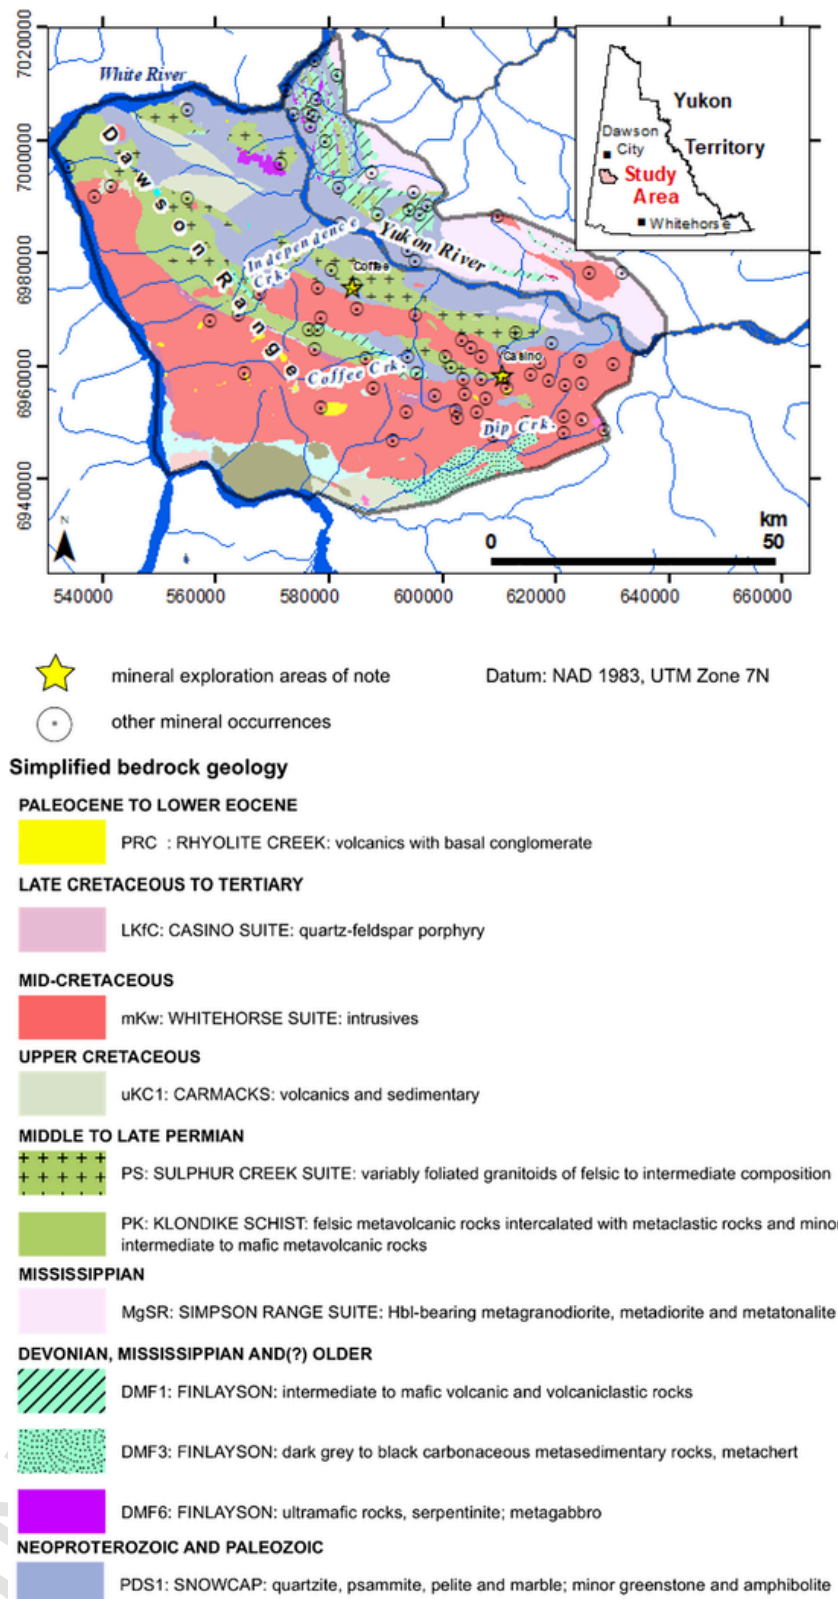 7020000
7000000
6980000
6960000
6940000
White River
Dawson Range
Independence
Crk.
Yukon River
Coffee
Coffee Crk.
Casino
Dip Crk.
Yukon
Territory
Dawson
City
Study
Area
Whitehorse
N
km
0 50
540000 560000 580000 600000 620000 640000 660000
mineral exploration areas of note
Datum: NAD 1983, UTM Zone 7N
other mineral occurrences
Simplified bedrock geology
PALEOCENE TO LOWER EOCENE
PRC : RHYOLITE CREEK: volcanics with basal conglomerate
LATE CRETACEOUS TO TERTIARY
LKfC: CASINO SUITE: quartz-feldspar porphyry
MID-CRETACEOUS
mKw: WHITEHORSE SUITE: intrusives
UPPER CRETACEOUS
uKC1: CARMACKS: volcanics and sedimentary
MIDDLE TO LATE PERMIAN
PS: SULPHUR CREEK SUITE: variably foliated granitoids of felsic to intermediate composition
PK: KLONDIKE SCHIST: felsic metavolcanic rocks intercalated with metaclastic rocks and minor
intermediate to mafic metavolcanic rocks
MISSISSIPPIAN
MgSR: SIMPSON RANGE SUITE: Hbl-bearing metagranodiorite, metadiorite and metatonalite
DEVONIAN, MISSISSIPPIAN AND(?) OLDER
DMF1: FINLAYSON: intermediate to mafic volcanic and volcaniclastic rocks
DMF3: FINLAYSON: dark grey to black carbonaceous metasedimentary rocks, metachert
DMF6: FINLAYSON: ultramafic rocks, serpentinite; metagabbro
NEOPROTEROZOIC AND PALEOZOIC
PDS1: SNOWCAP: quartzite, psammite, pelite and marble; minor greenstone and amphibolite